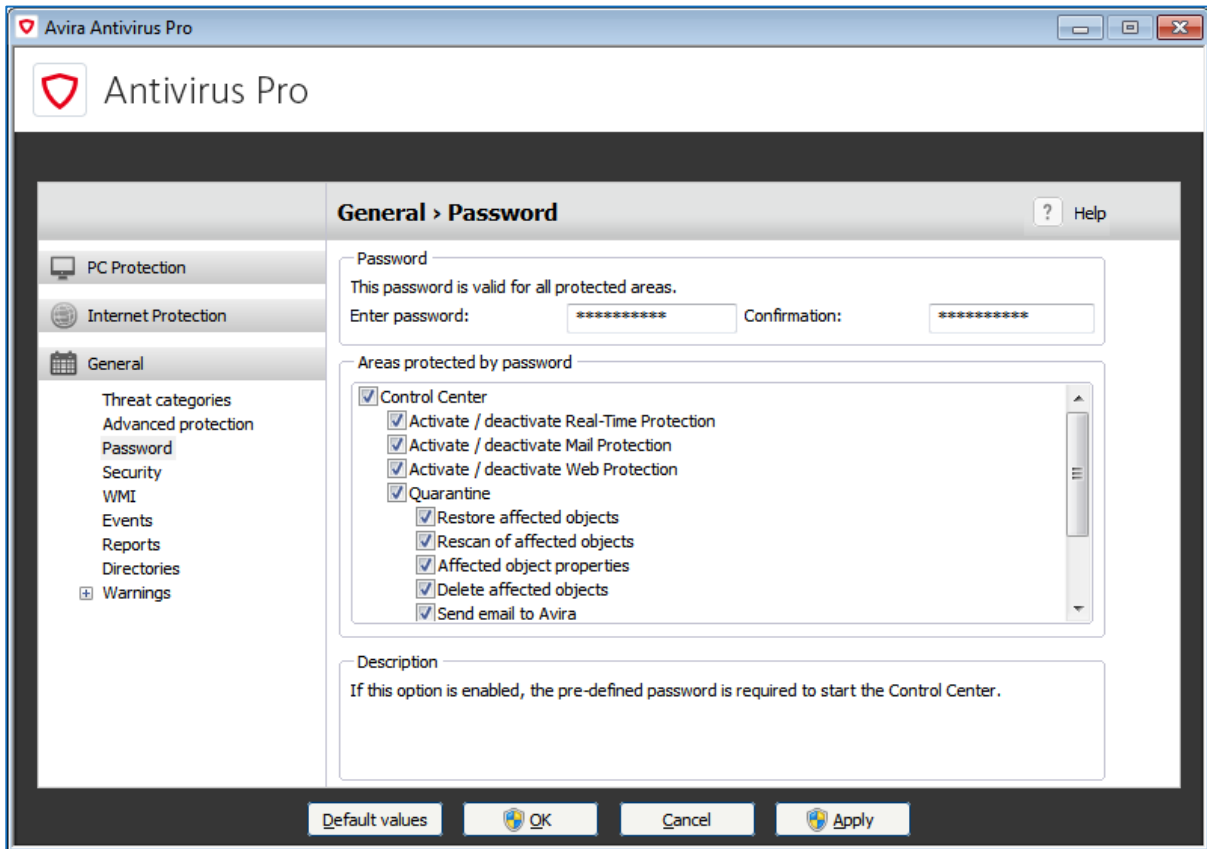 Avira Antivirus Pro
Antivirus Pro
General › Password
? Help
PC Protection
Internet Protection
General
Threat categories
Advanced protection
Password
Security
WMI
Events
Reports
Directories
Warnings
Password
This password is valid for all protected areas.
Enter password: ********** Confirmation: **********
Areas protected by password
Control Center
Activate / deactivate Real-Time Protection
Activate / deactivate Mail Protection
Activate / deactivate Web Protection
Quarantine
Restore affected objects
Rescan of affected objects
Affected object properties
Delete affected objects
Send email to Avira
Description
If this option is enabled, the pre-defined password is required to start the Control Center.
Default values OK Cancel Apply